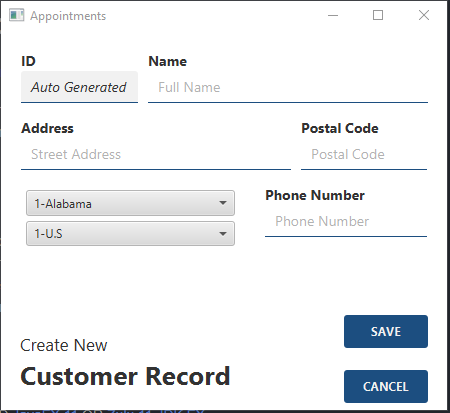 Appointments
ID Name
Auto Generated Full Name
Address Postal Code
Street Address Postal Code
1-Alabama Phone Number
1-U.S Phone Number
SAVE
Create New
Customer Record
CANCEL